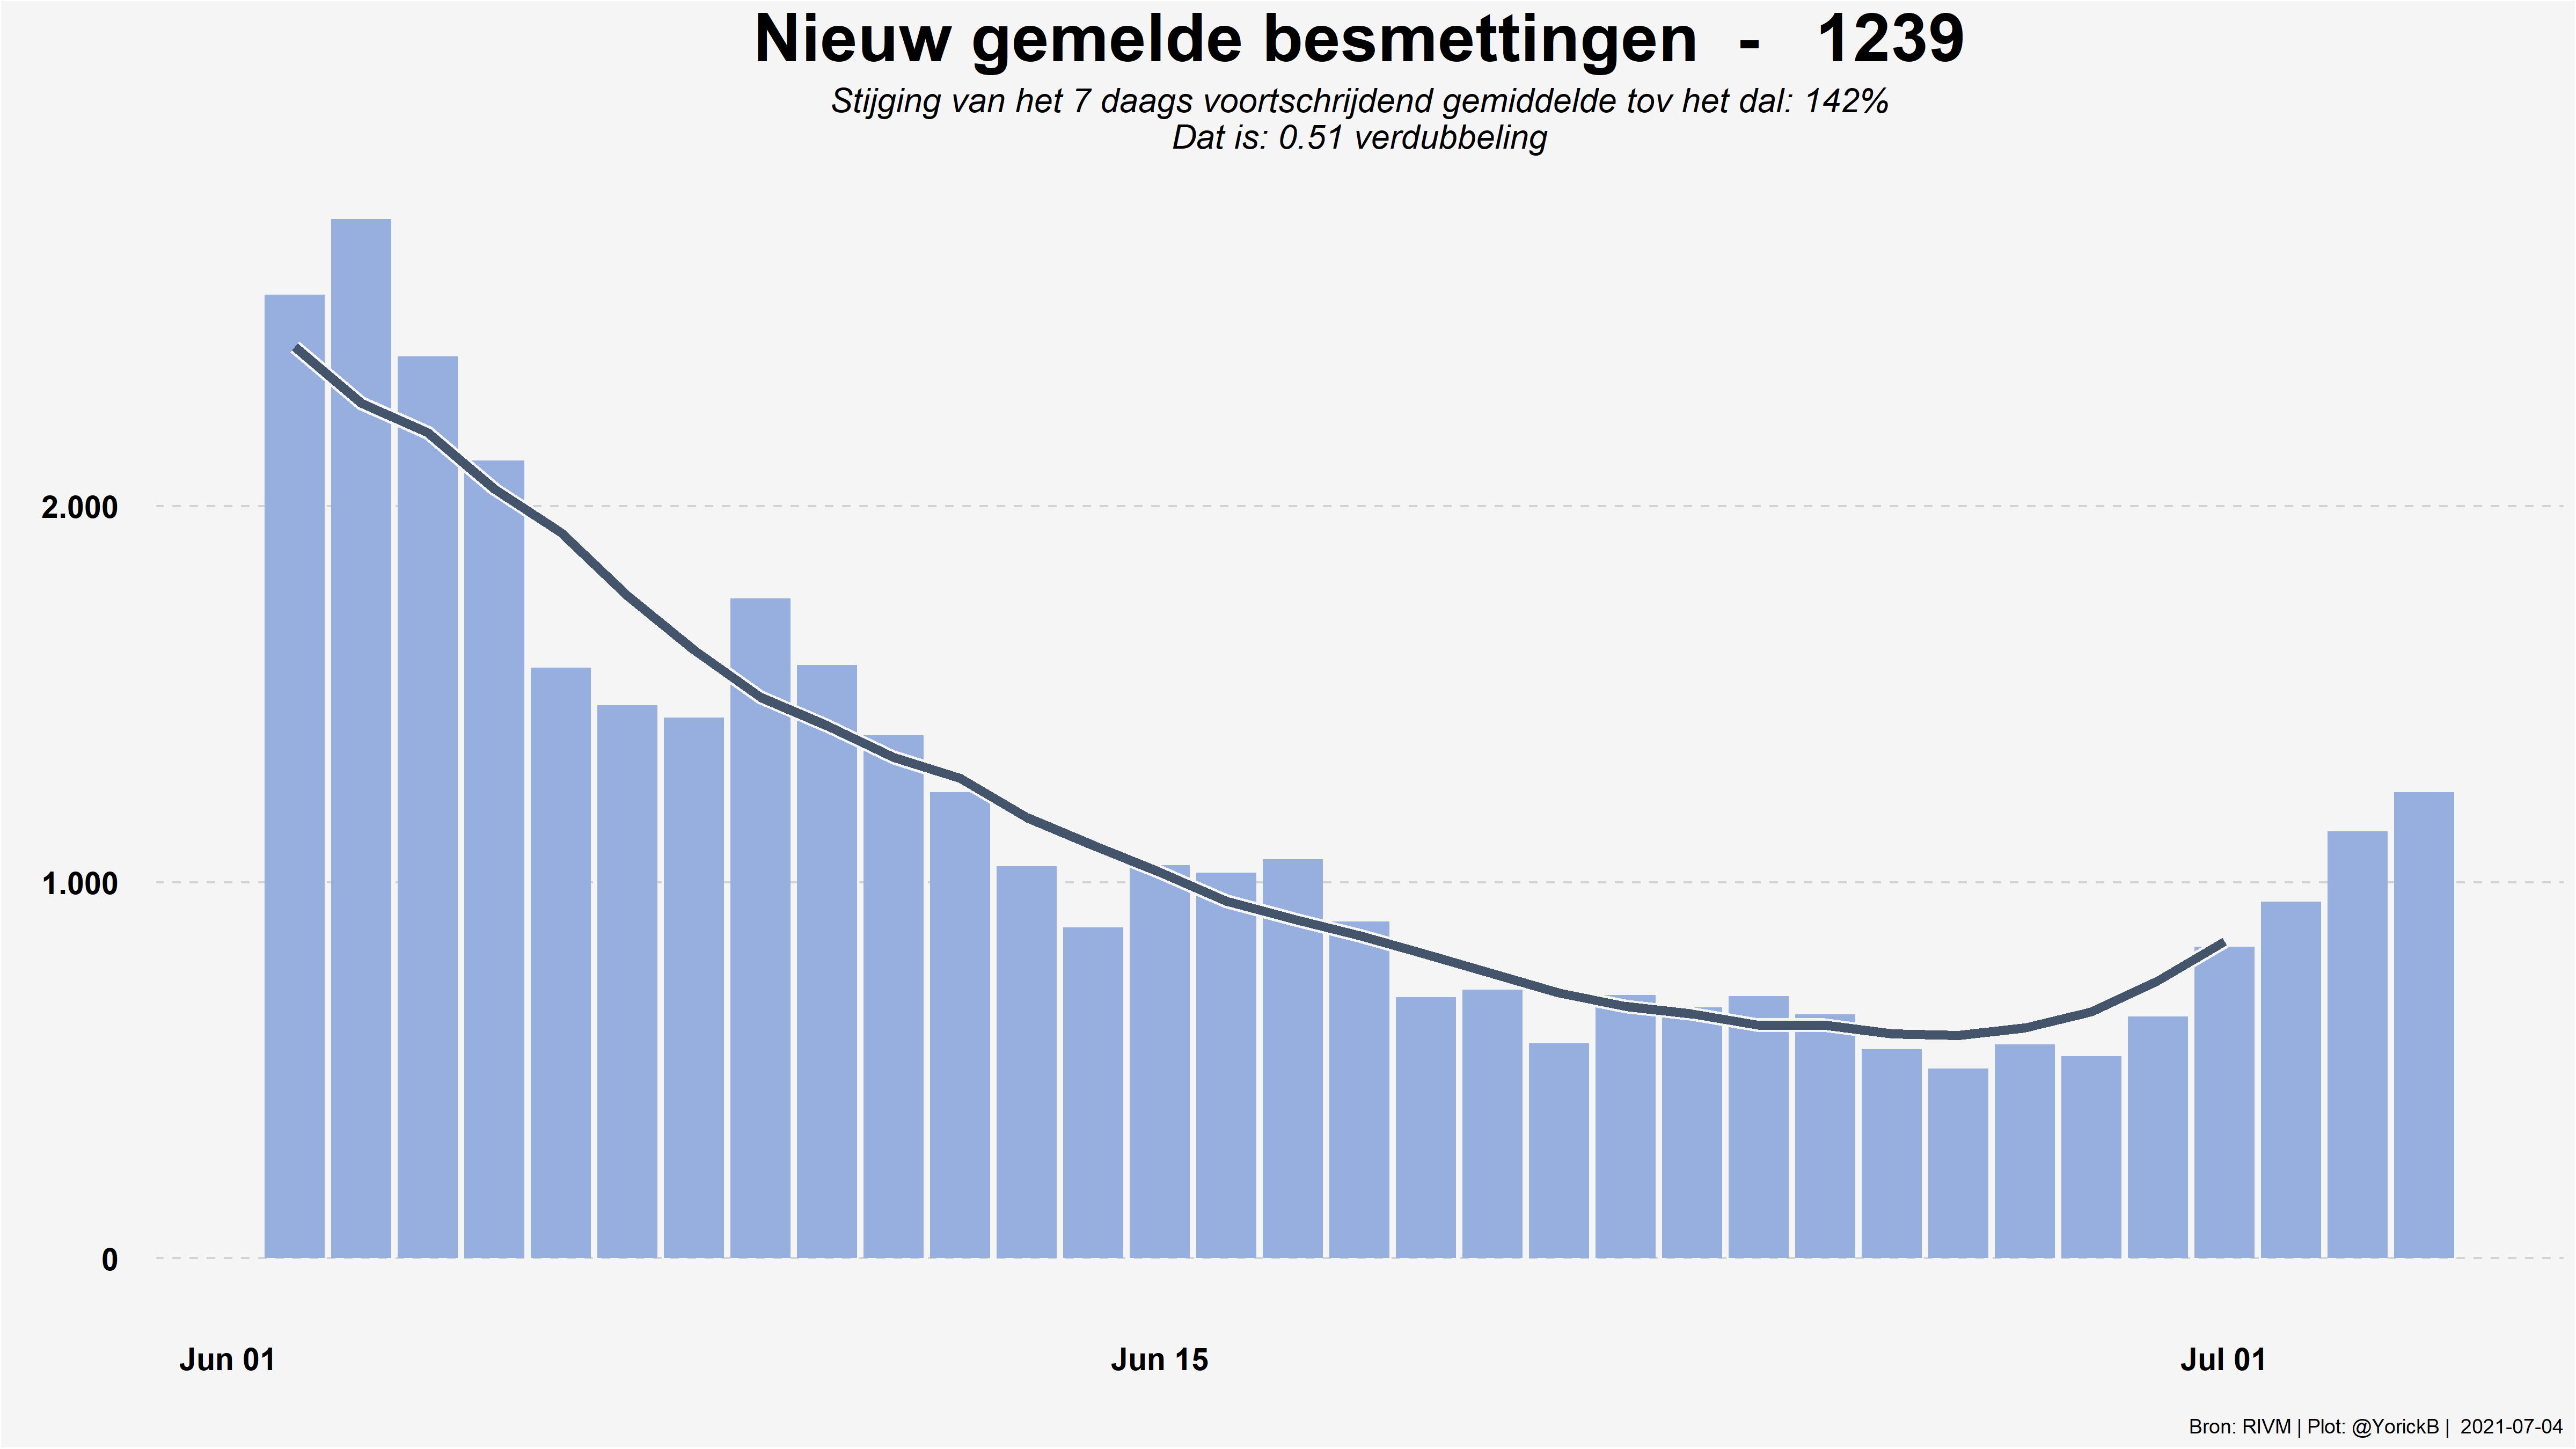 Nieuw gemelde besmettingen - 1239
Stijging van het 7 daags voortschrijdend gemiddelde tov het dal: 142%
Dat is: 0.51 verdubbeling
2.000
1.000
0
Jun 01
Jun 15
Jul 01
Bron: RIVM | Plot: @YorickB | 2021-07-04